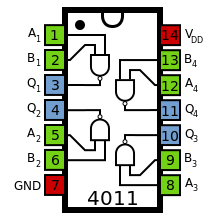 A1 1 14 VDD
B1 2 13 B4
Q1 3 12 A4
Q2 4 11 Q4
A2 5 10 Q3
B2 6 9 B3
GND 7 8 A3
4011